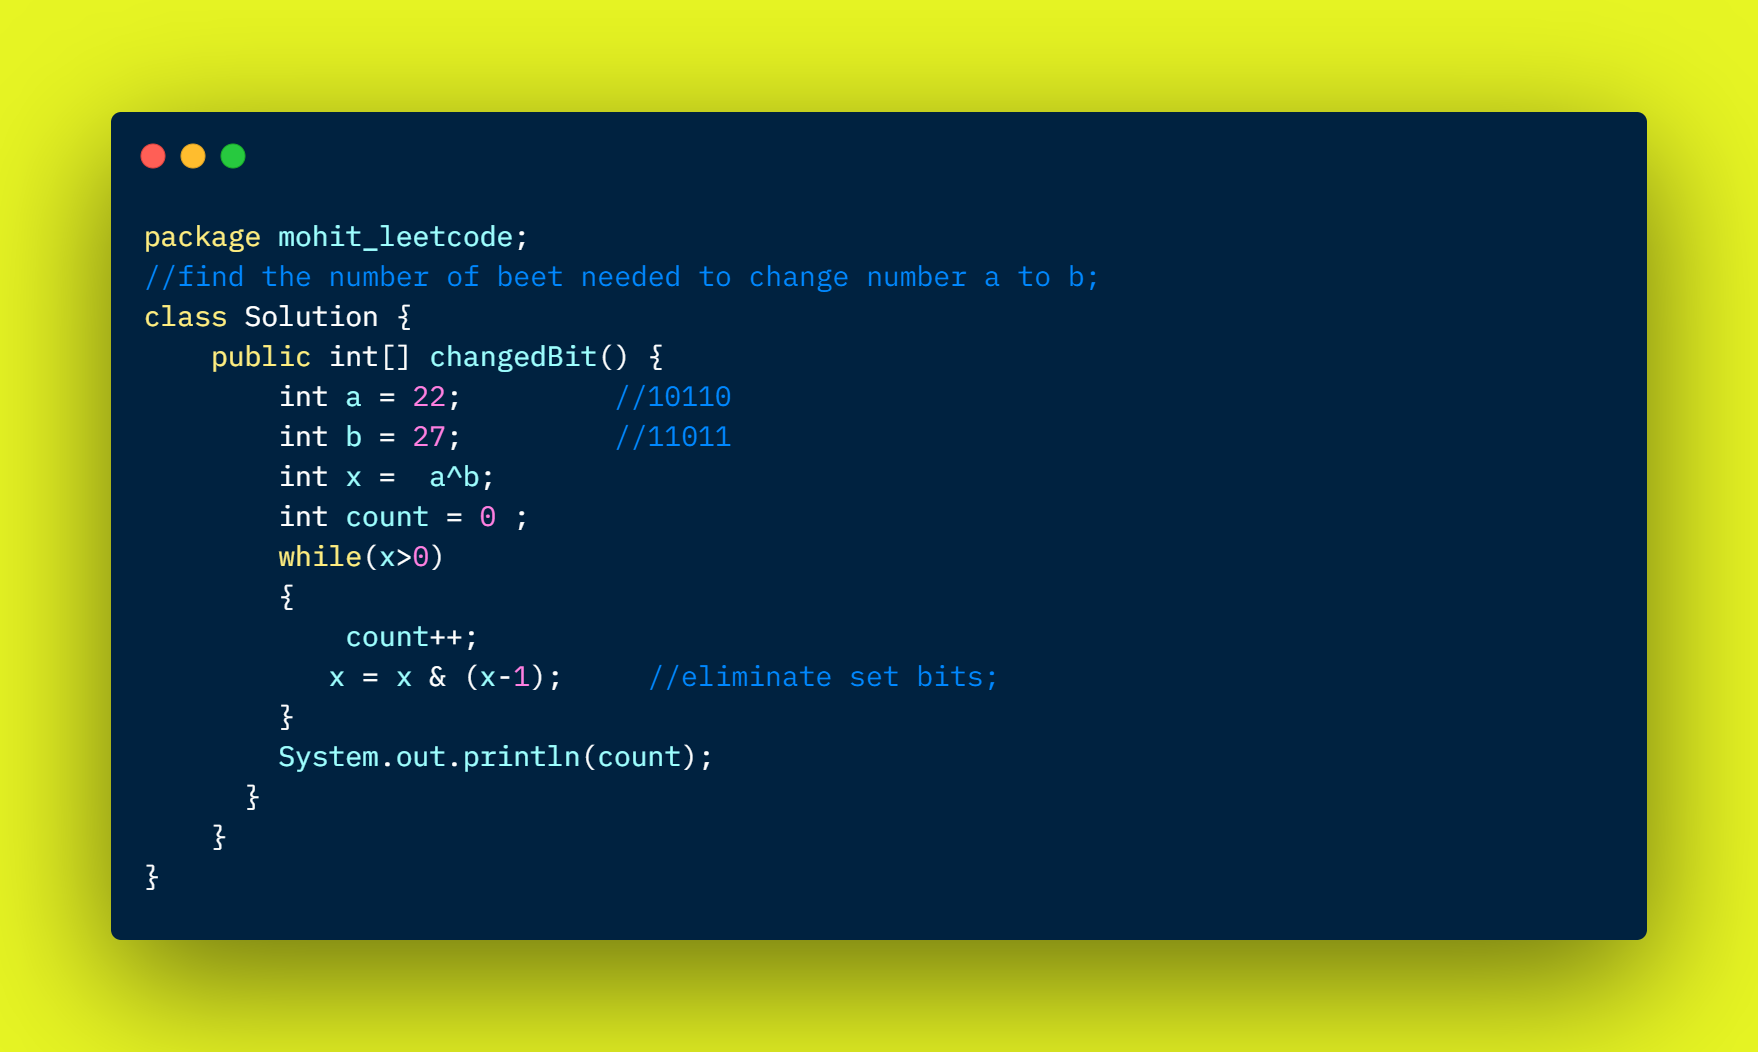 package mohit_leetcode;
//find the number of beet needed to change number a to b;
class Solution {
    public int[] changedBit() {
        int a = 22;         //10110
        int b = 27;         //11011
        int x =  a^b;
        int count = 0 ;
        while(x>0)
        {
            count++;
           x = x & (x-1);     //eliminate set bits;
        }
        System.out.println(count);
      }
    }
}